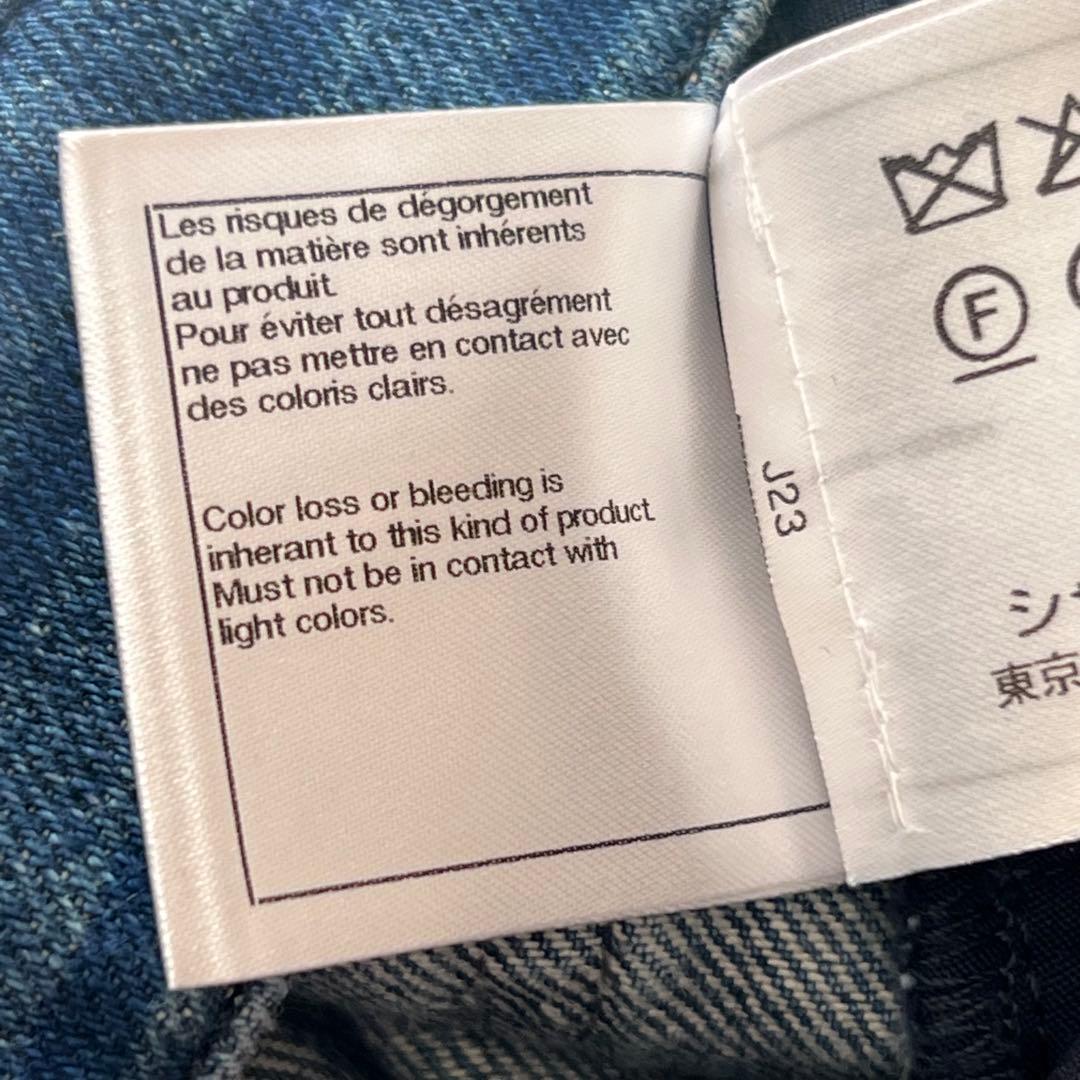 Les risques de dégorgement
de la matière sont inhérents
au produit.
Pour éviter tout désagrément
ne pas mettre en contact avec
des coloris clairs.
Color loss or bleeding is
inherant to this kind of product.
Must not be in contact with
light colors.
J23
F
シ
東京